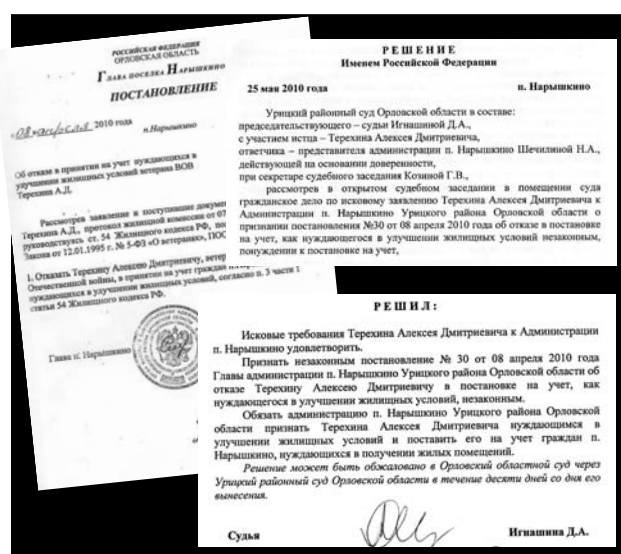 РОССИЙСКАЯ ФЕДЕРАЦИЯ
ОРЛОВСКАЯ ОБЛАСТЬ
ГЛАВА ПОСЕЛКА НАРЫШКИНО
ПОСТАНОВЛЕНИЕ
«08» апреля 2010 года
п.Нарышкино
Об отказе в принятии на учет нуждающихся в
улучшении жилищных условий ветерана ВОВ
Терехина А.Д.
Рассмотрев заявление и поступившие докумен
Терехина А.Д., протокол жилищной комиссии от 07
руководствуясь ст. 54 Жилищного кодекса РФ, по
Закона от 12.01.1995 г. № 5-ФЗ «О ветеранах», ПОС
1. Отказать Терехину Алексею Дмитриевичу, ветер
Отечественной войны, в принятии на учет граждан
нуждающихся в улучшении жилищных условий, согласно п. 3 части 1
статьи 54 Жилищного кодекса РФ.
Глава п. Нарышкино
РЕШЕНИЕ
Именем Российской Федерации
25 мая 2010 года п. Нарышкино
Урицкий районный суд Орловской области в составе:
председательствующего – судьи Игнашиной Д.А.,
с участием истца – Терехина Алексея Дмитриевича,
ответчика – представителя администрации п. Нарышкино Шечилиной Н.А.,
действующей на основании доверенности,
при секретаре судебного заседания Козиной Г.В.,
рассмотрев в открытом судебном заседании в помещении суда
гражданское дело по исковому заявлению Терехина Алексея Дмитриевича к
Администрации п. Нарышкино Урицкого района Орловской области о
признании постановления №30 от 08 апреля 2010 года об отказе в постановке
на учет, как нуждающегося в улучшении жилищных условий незаконным,
понуждении к постановке на учет,
РЕШИЛ:
Исковые требования Терехина Алексея Дмитриевича к Администрации
п. Нарышкино удовлетворить.
Признать незаконным постановление № 30 от 08 апреля 2010 года
Главы администрации п. Нарышкино Урицкого района Орловской области об
отказе Терехину Алексею Дмитриевичу в постановке на учет, как
нуждающегося в улучшении жилищных условий, незаконным.
Обязать администрацию п. Нарышкино Урицкого района Орловской
области признать Терехина Алексея Дмитриевича нуждающимся в
улучшении жилищных условий и поставить его на учет граждан п.
Нарышкино, нуждающихся в получении жилых помещений.
Решение может быть обжаловано в Орловский областной суд через
Урицкий районный суд Орловской области в течение десяти дней со дня его
вынесения.
Судья Игнашина Д.А.